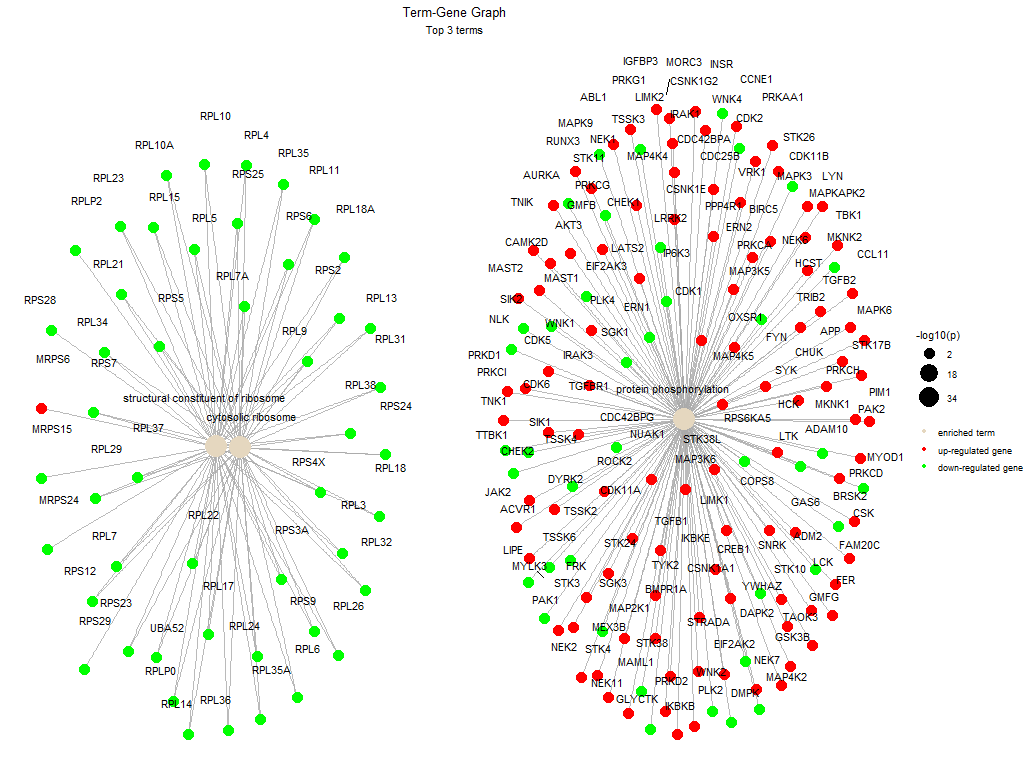 Term-Gene Graph
Top 3 terms
IGFBP3 MORC3 INSR
PRKG1 CSNK1G2 CCNE1
ABL1 LIMK2 WNK4 PRKAA1
RPL10 MAPK9 TSSK3 IRAK1 CDK2
RPL4 RUNX3 NEK1 CDC42BPA STK26
RPL10A RPL35 STK11 MAP4K4 CDC25B CDK11B
RPL23 RPS25 RPL11 AURKA PRKCG CSNK1E VRK1 MAPK3 LYN
RPLP2 RPL15 TNIK GMFB CHEK1 PPP4R1 BIRC5 MAPKAPK2
RPL5 RPS6 RPL18A AKT3 LRRK2 ERN2 TBK1
CAMK2D LATS2 IP6K3 PRKCA NEK6 MKNK2
RPL21 RPL7A RPS2 MAST2 MAST1 EIF2AK3 MAP3K5 HCST CCL11
RPS28 RPS5 RPL13 SIK2 PLK4 ERN1 CDK1 TRIB2 TGFB2
RPL34 RPL9 RPL31 NLK WNK1 SGK1 OXSR1 FYN APP MAPK6
MRPS6 RPS7 PRKD1 CDK5 IRAK3 MAP4K5 CHUK STK17B
RPL38 PRKCI CDK6 TGFBR1 protein phosphorylation SYK PRKCH
structural constituent of ribosome RPS24 TNK1 HCK MKNK1 PIM1
cytosolic ribosome SIK1 CDC42BPG RPS6KA5 PAK2
MRPS15 RPL37 TTBK1 TSSK4 NUAK1 STK38L LTK ADAM10
RPL29 RPS4X RPL18 CHEK2 ROCK2 MAP3K6 MYOD1
MRPS24 JAK2 DYRK2 CDK11A COPS8 PRKCD
RPL22 RPL3 ACVR1 TSSK2 LIMK1 GAS6 BRSK2
RPL7 RPS3A RPL32 TSSK6 TGFB1 IKBKE CREB1 ADM2 CSK
RPS12 LIPE STK24 SNRK FAM20C
RPL17 MYLK3 FRK TYK2 CSNK1A1 STK10 LCK
RPS23 RPS9 RPL26 STK3 SGK3 BMPR1A YWHAZ FER
RPS29 UBA52 RPL24 PAK1 MAP2K1 STRADA DAPK2 TAOK3 GMFG
RPL6 NEK2 MEX3B STK38 EIF2AK2 GSK3B
RPLP0 RPL35A STK4 MAML1 WNK2 NEK7 MAP4K2
RPL14 RPL36 NEK11 GLYCTK PRKD2 PLK2 DMPK
IKBKB
-log10(p)
2
18
34
enriched term
up-regulated gene
down-regulated gene